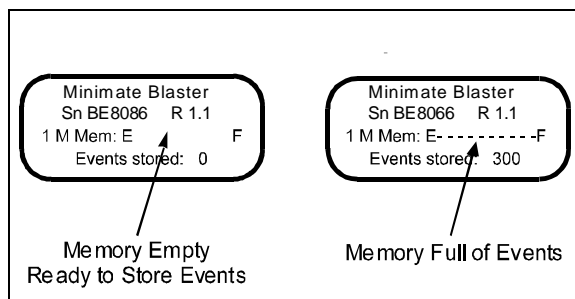 Minimate Blaster
Sn BE8086 R 1.1
1 M Mem: E F
Events stored: 0
Memory Empty
Ready to Store Events
Minimate Blaster
Sn BE8066 R 1.1
1 M Mem: E----------F
Events stored: 300
Memory Full of Events